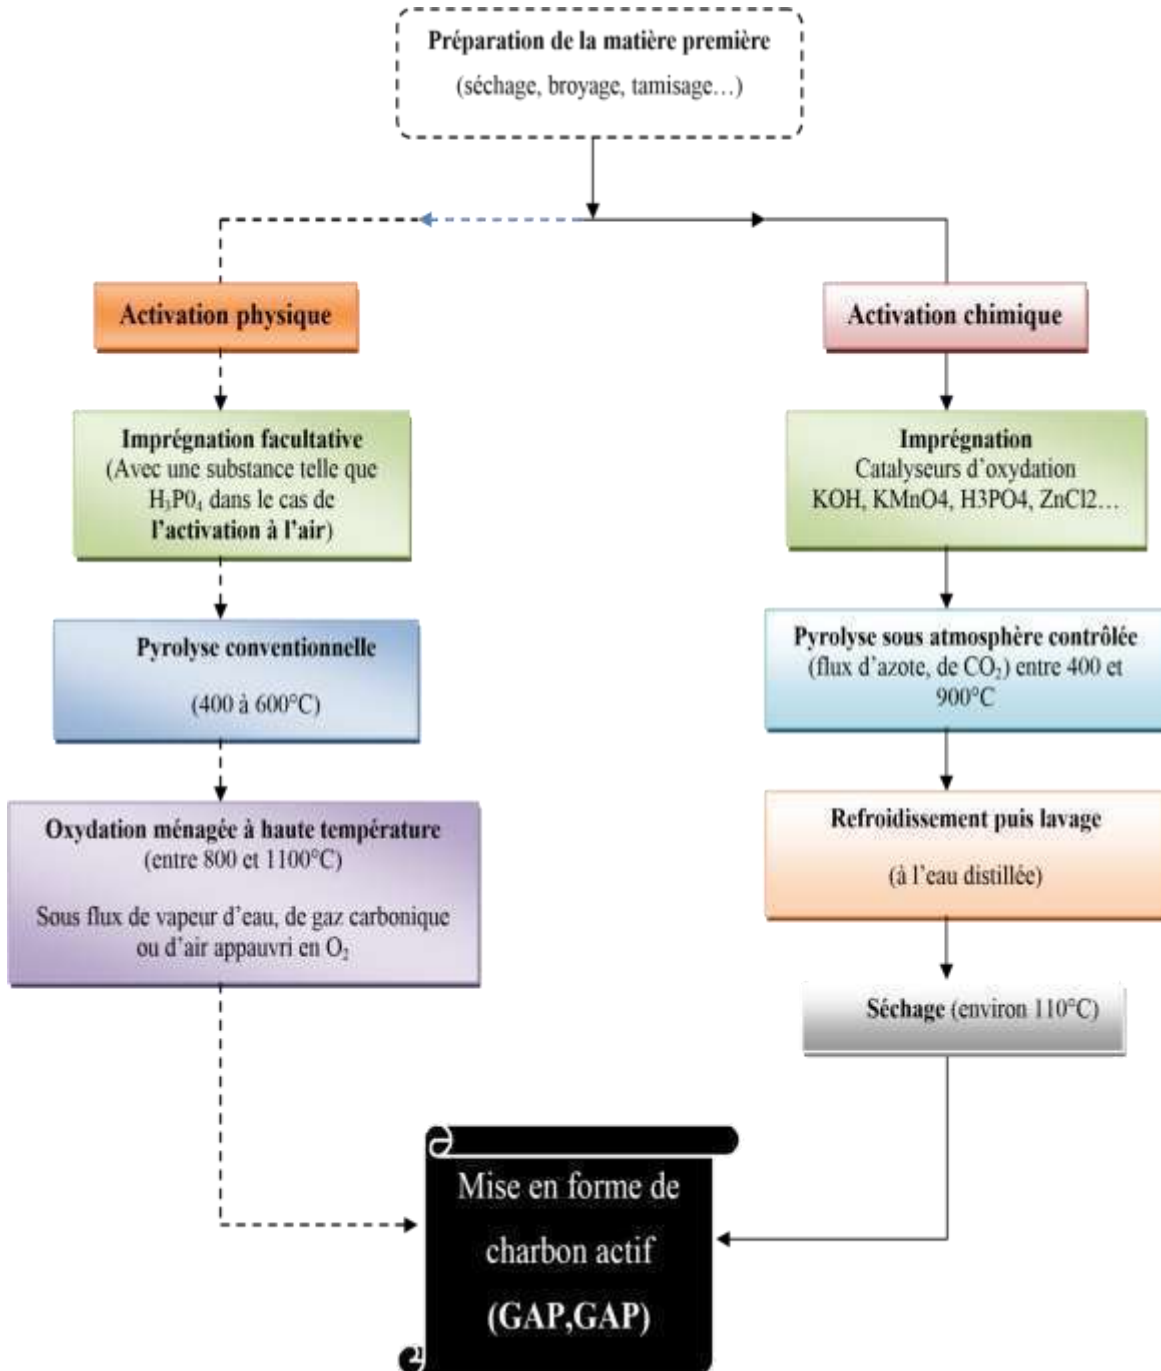 Préparation de la matière première
(séchage, broyage, tamisage…)
Activation physique
Imprégnation facultative
(Avec une substance telle que
H₃P0₄ dans le cas de
l’activation à l’air)
Pyrolyse conventionnelle
(400 à 600°C)
Oxydation ménagée à haute température
(entre 800 et 1100°C)
Sous flux de vapeur d’eau, de gaz carbonique
ou d’air appauvri en O₂
Activation chimique
Imprégnation
Catalyseurs d’oxydation
KOH, KMnO4, H3PO4, ZnCl2…
Pyrolyse sous atmosphère contrôlée
(flux d’azote, de CO₂) entre 400 et
900°C
Refroidissement puis lavage
(à l’eau distillée)
Séchage (environ 110°C)
Mise en forme de
charbon actif
(GAP,GAP)